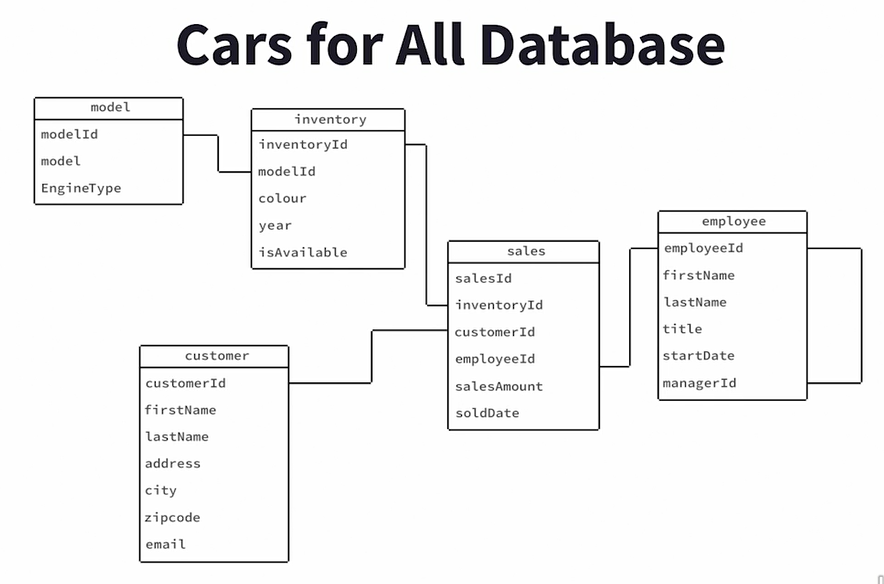 Cars for All Database
model
modelId
model
EngineType
inventory
inventoryId
modelId
colour
year
isAvailable
sales
salesId
inventoryId
customerId
employeeId
salesAmount
soldDate
employee
employeeId
firstName
lastName
title
startDate
managerId
customer
customerId
firstName
lastName
address
city
zipcode
email